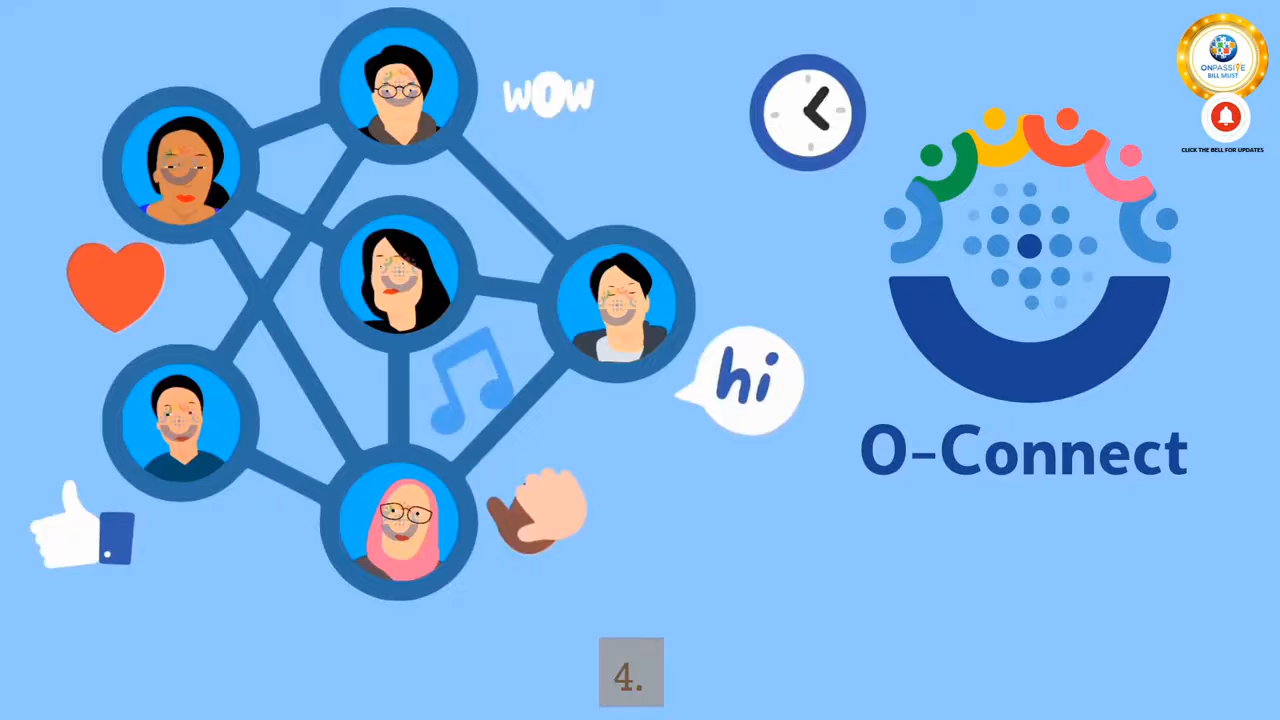 WOW
ONPASSIVE
BILL MUST
CLICK THE BELL FOR UPDATES
hi
O-Connect
4.